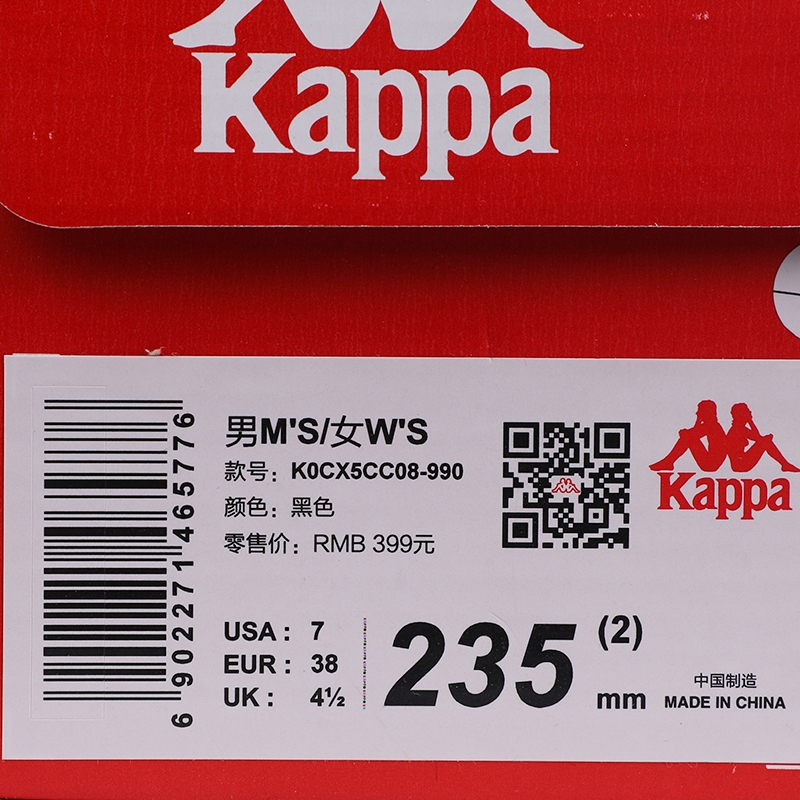 Kappa
6 902271 465776
男M'S/女W'S
款号：K0CX5CC08-990
颜色：黑色
零售价：RMB 399元
Kappa
USA： 7
EUR： 38
UK： 4½
235 (2) mm
中国制造
MADE IN CHINA